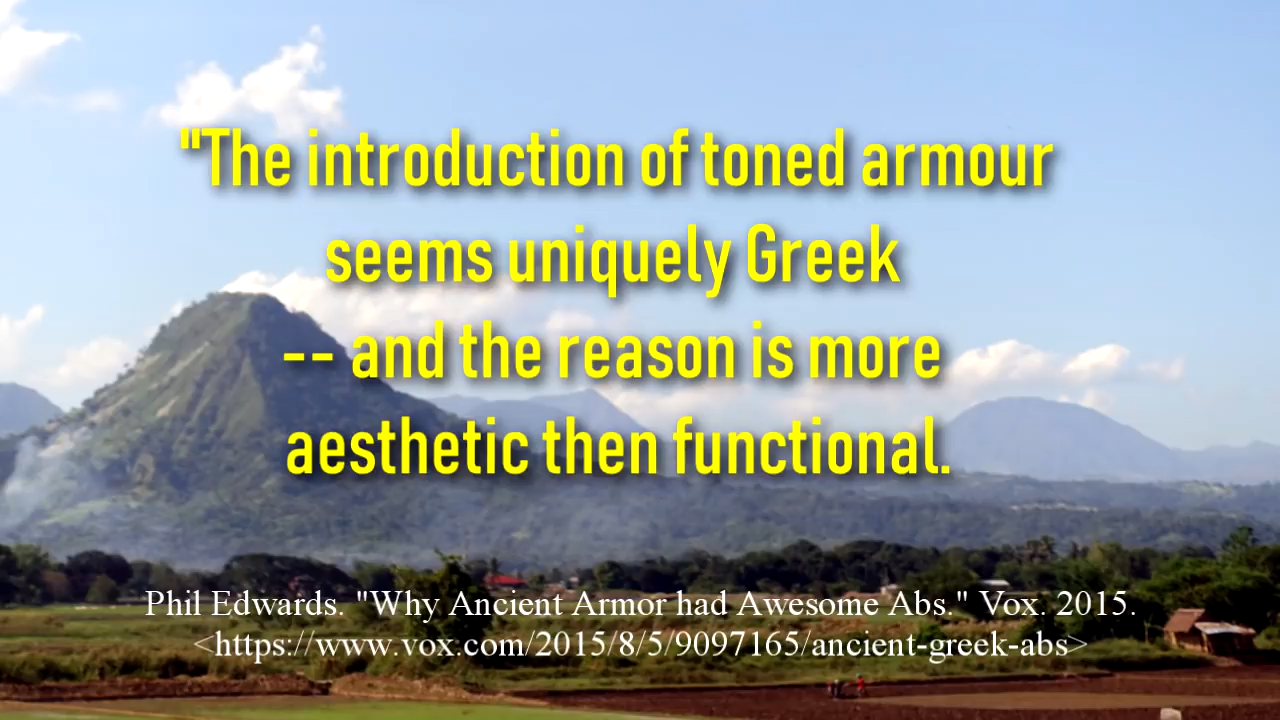 "The introduction of toned armour
seems uniquely Greek
-- and the reason is more
aesthetic then functional.
Phil Edwards. "Why Ancient Armor had Awesome Abs." Vox. 2015.
<https://www.vox.com/2015/8/5/9097165/ancient-greek-abs>